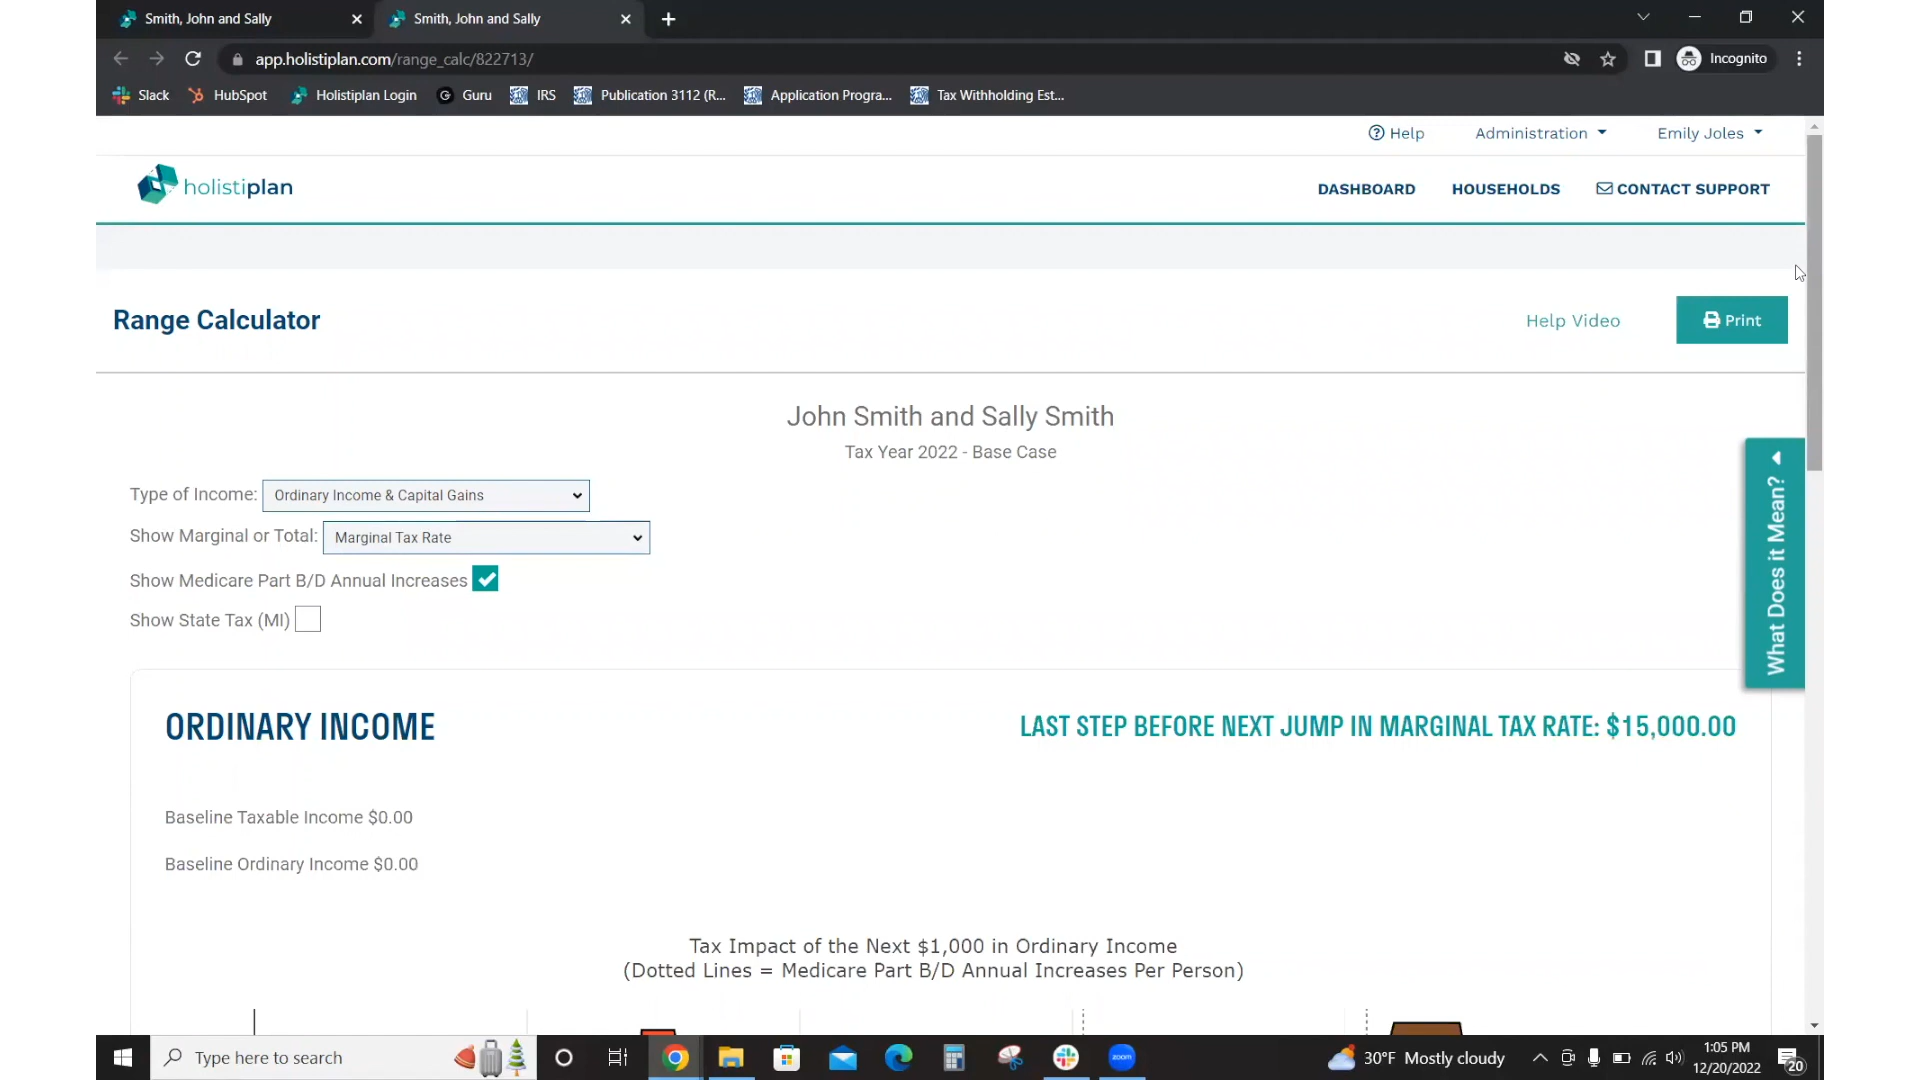 Smith, John and Sally
Smith, John and Sally
app.holistiplan.com/range_calc/822713/
Incognito
Slack
HubSpot
Holistiplan Login
Guru
IRS
Publication 3112 (R...
Application Progra...
Tax Withholding Est...
Help
Administration
Emily Joles
holistiplan
DASHBOARD
HOUSEHOLDS
CONTACT SUPPORT
Range Calculator
Help Video
Print
John Smith and Sally Smith
Tax Year 2022 - Base Case
Type of Income: Ordinary Income & Capital Gains
Show Marginal or Total: Marginal Tax Rate
Show Medicare Part B/D Annual Increases
Show State Tax (MI)
What Does it Mean?
ORDINARY INCOME
LAST STEP BEFORE NEXT JUMP IN MARGINAL TAX RATE: $15,000.00
Baseline Taxable Income $0.00
Baseline Ordinary Income $0.00
Tax Impact of the Next $1,000 in Ordinary Income
(Dotted Lines = Medicare Part B/D Annual Increases Per Person)
Type here to search
zoom
30°F Mostly cloudy
1:05 PM
12/20/2022
20